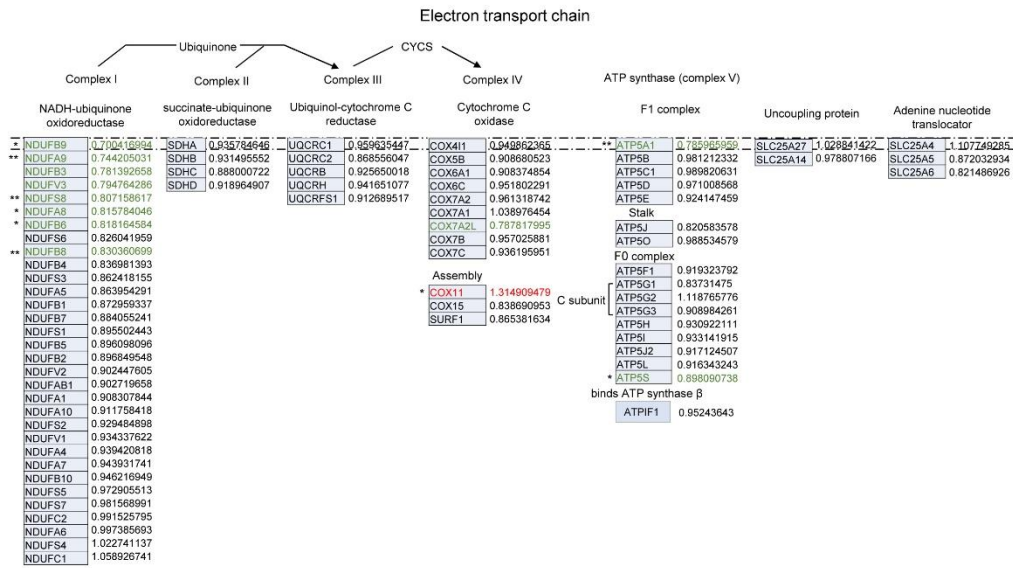 Electron transport chain
Ubiquinone
CYCS
Complex I
Complex II
Complex III
Complex IV
ATP synthase (complex V)
NADH-ubiquinone
oxidoreductase
succinate-ubiquinone
oxidoreductase
Ubiquinol-cytochrome C
reductase
Cytochrome C
oxidase
F1 complex
Uncoupling protein
Adenine nucleotide
translocator
* NDUFB9 0.700416994
** NDUFA9 0.744205031
NDUFB3 0.781392658
NDUFV3 0.794764286
** NDUFS8 0.807158617
* NDUFA8 0.815784046
* NDUFB6 0.818164584
NDUFS6 0.826041959
** NDUFB8 0.830360699
NDUFB4 0.836981393
NDUFS3 0.862418155
NDUFA5 0.863954291
NDUFB1 0.872959337
NDUFB7 0.884055241
NDUFS1 0.895502443
NDUFB5 0.896098096
NDUFB2 0.896849548
NDUFV2 0.902447605
NDUFAB1 0.902719658
NDUFA1 0.908307844
NDUFA10 0.911758418
NDUFS2 0.929484898
NDUFV1 0.934337622
NDUFA4 0.939420818
NDUFA7 0.943931741
NDUFB10 0.946216949
NDUFS5 0.972905513
NDUFS7 0.981568991
NDUFC2 0.991525795
NDUFA6 0.997385693
NDUFS4 1.022741137
NDUFC1 1.058926741
SDHA 0.935784646
SDHB 0.931495552
SDHC 0.888000722
SDHD 0.918964907
UQCRC1 0.959635447
UQCRC2 0.868556047
UQCRB 0.925650018
UQCRH 0.941651077
UQCRFS1 0.912689517
COX4I1 0.949862365
COX5B 0.908680523
COX6A1 0.908374854
COX6C 0.951802291
COX7A2 0.961318742
COX7A1 1.038976454
COX7A2L 0.787817995
COX7B 0.957025881
COX7C 0.936195951
Assembly
* COX11 1.314909479
COX15 0.838690953
SURF1 0.865381634
** ATP5A1 0.785965959
ATP5B 0.981212332
ATP5C1 0.989820631
ATP5D 0.971008568
ATP5E 0.924147459
Stalk
ATP5J 0.820583578
ATP5O 0.988534579
F0 complex
ATP5F1 0.919323792
C subunit
ATP5G1 0.83731475
ATP5G2 1.118765776
ATP5G3 0.908984261
ATP5H 0.930922111
ATP5I 0.933141915
ATP5J2 0.917124507
ATP5L 0.916343243
* ATP5S 0.898090738
binds ATP synthase β
ATPIF1 0.95243643
SLC25A27 1.028841422
SLC25A14 0.978807166
SLC25A4 1.107749285
SLC25A5 0.872032934
SLC25A6 0.821486926